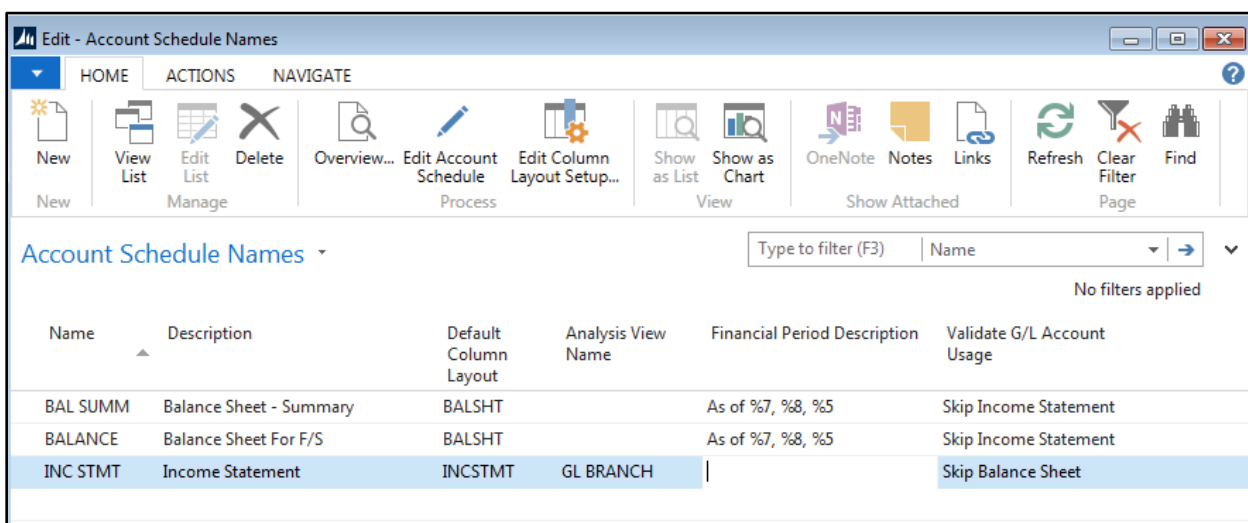 Edit - Account Schedule Names
HOME ACTIONS NAVIGATE
New View List Edit List Delete Overview... Edit Account Schedule Edit Column Layout Setup... Show as List Show as Chart OneNote Notes Links Refresh Clear Filter Find
New Manage Process View Show Attached Page
Account Schedule Names
Type to filter (F3) Name
No filters applied
Name Description Default Column Layout Analysis View Name Financial Period Description Validate G/L Account Usage
BAL SUMM Balance Sheet - Summary BALSHT As of %7, %8, %5 Skip Income Statement
BALANCE Balance Sheet For F/S BALSHT As of %7, %8, %5 Skip Income Statement
INC STMT Income Statement INCSTMT GL BRANCH Skip Balance Sheet